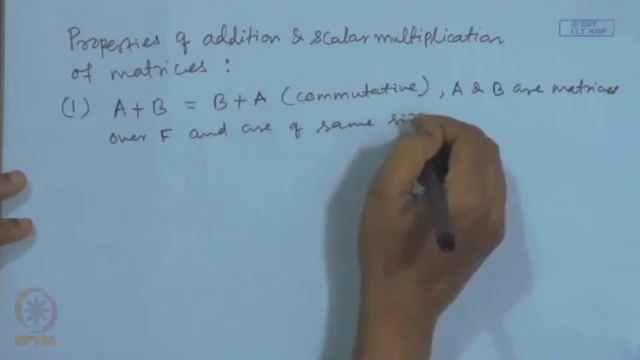 Properties of addition & scalar multiplication
of matrices :
(1) A + B = B + A (commutative), A & B are matrices
over F and are of same si
© CET
I.I.T. KGP
NPTEL